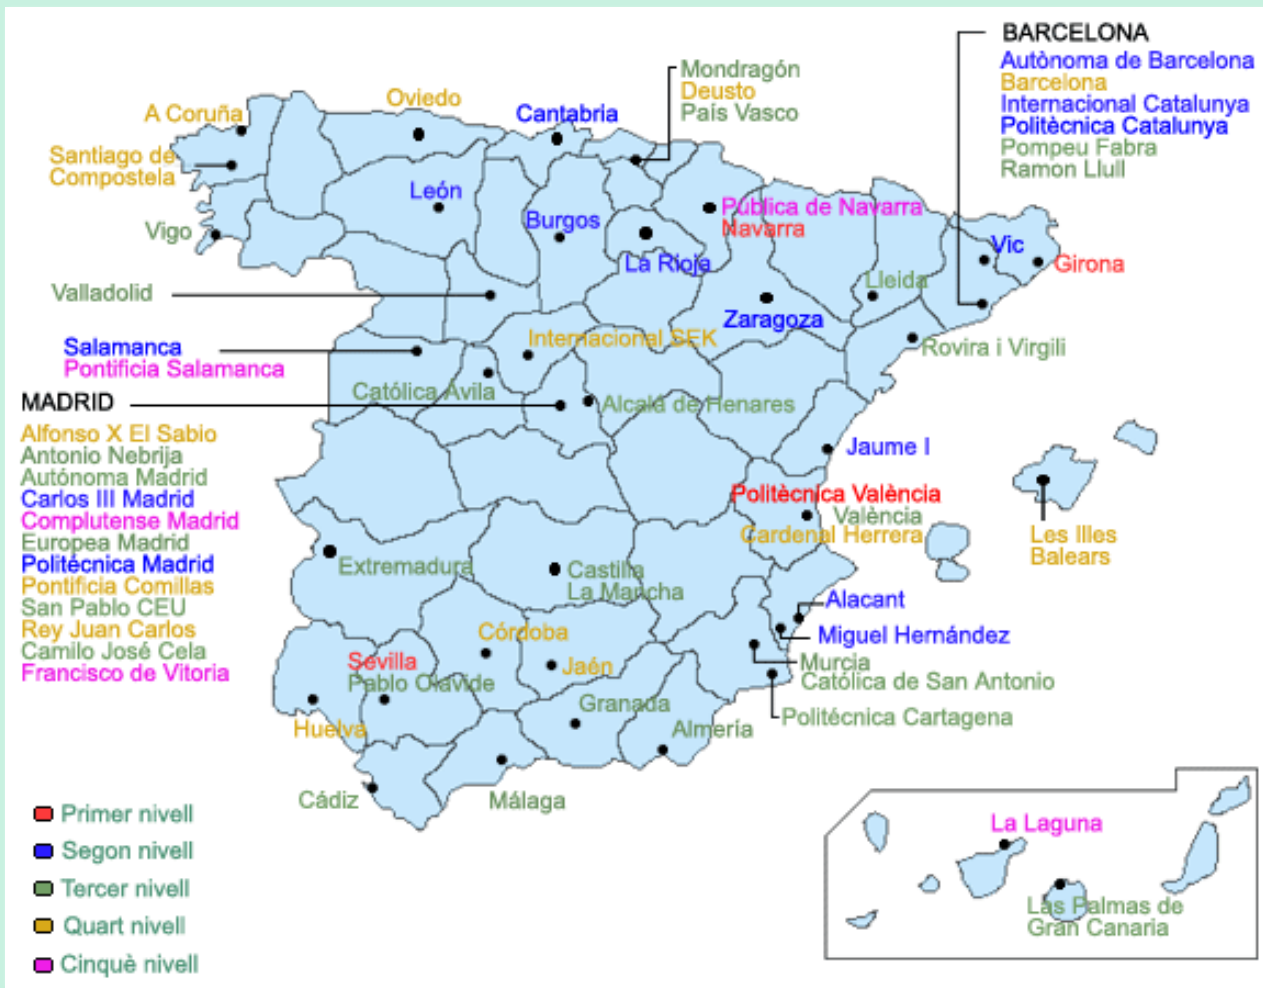 BARCELONA
Autònoma de Barcelona
Barcelona
Internacional Catalunya
Politècnica Catalunya
Pompeu Fabra
Ramon Llull
Mondragón
Deusto
País Vasco
Oviedo
Cantabria
A Coruña
Santiago de
Compostela
León
Burgos
Pública de Navarra
Navarra
Vigo
La Rioja
Vic
Girona
Lleida
Valladolid
Zaragoza
Internacional SEK
Rovira i Virgili
Salamanca
Pontificia Salamanca
Católica Ávila
Alcalá de Henares
MADRID
Alfonso X El Sabio
Antonio Nebrija
Autónoma Madrid
Carlos III Madrid
Complutense Madrid
Europea Madrid
Politécnica Madrid
Pontificia Comillas
San Pablo CEU
Rey Juan Carlos
Camilo José Cela
Francisco de Vitoria
Jaume I
Politècnica València
València
Cardenal Herrera
Les Illes
Balears
Extremadura
Castilla
La Mancha
Alacant
Miguel Hernández
Córdoba
Jaén
Sevilla
Pablo Olavide
Murcia
Católica de San Antonio
Granada
Politécnica Cartagena
Huelva
Almería
Cádiz
Málaga
La Laguna
Las Palmas de
Gran Canaria
Primer nivell
Segon nivell
Tercer nivell
Quart nivell
Cinquè nivell